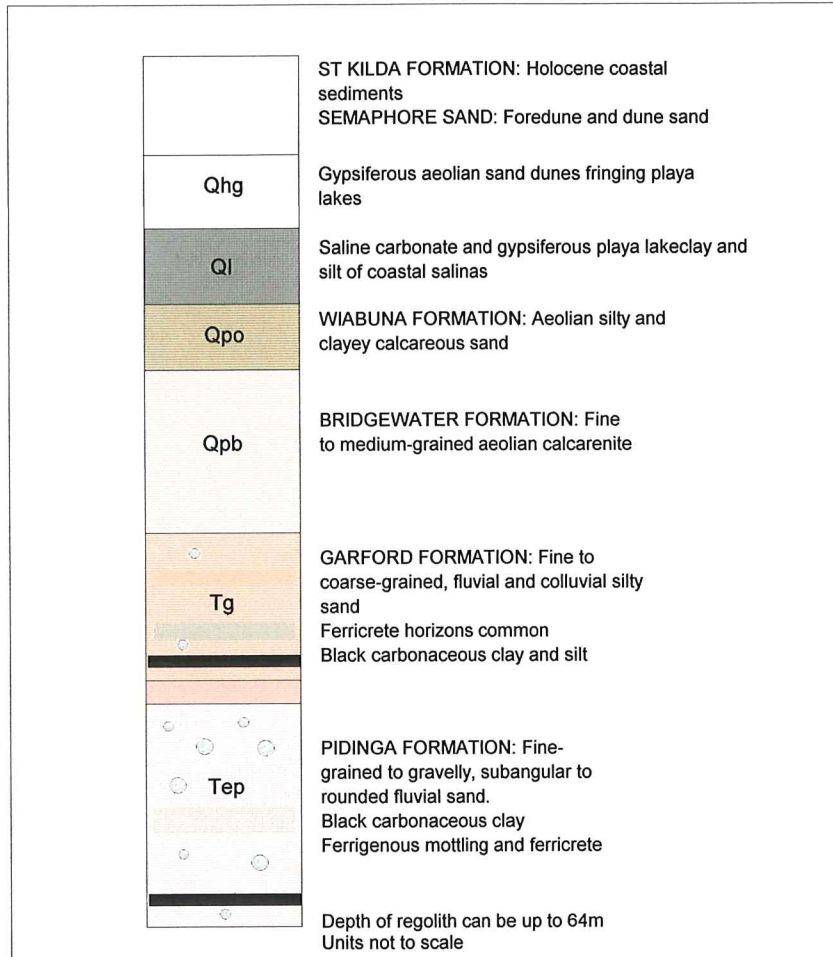 ST KILDA FORMATION: Holocene coastal
sediments
SEMAPHORE SAND: Foredune and dune sand
Qhg
Gypsiferous aeolian sand dunes fringing playa
lakes
Ql
Saline carbonate and gypsiferous playa lakeclay and
silt of coastal salinas
Qpo
WIABUNA FORMATION: Aeolian silty and
clayey calcareous sand
Qpb
BRIDGEWATER FORMATION: Fine
to medium-grained aeolian calcarenite
Tg
GARFORD FORMATION: Fine to
coarse-grained, fluvial and colluvial silty
sand
Ferricrete horizons common
Black carbonaceous clay and silt
Tep
PIDINGA FORMATION: Fine-
grained to gravelly, subangular to
rounded fluvial sand.
Black carbonaceous clay
Ferrigenous mottling and ferricrete
Depth of regolith can be up to 64m
Units not to scale